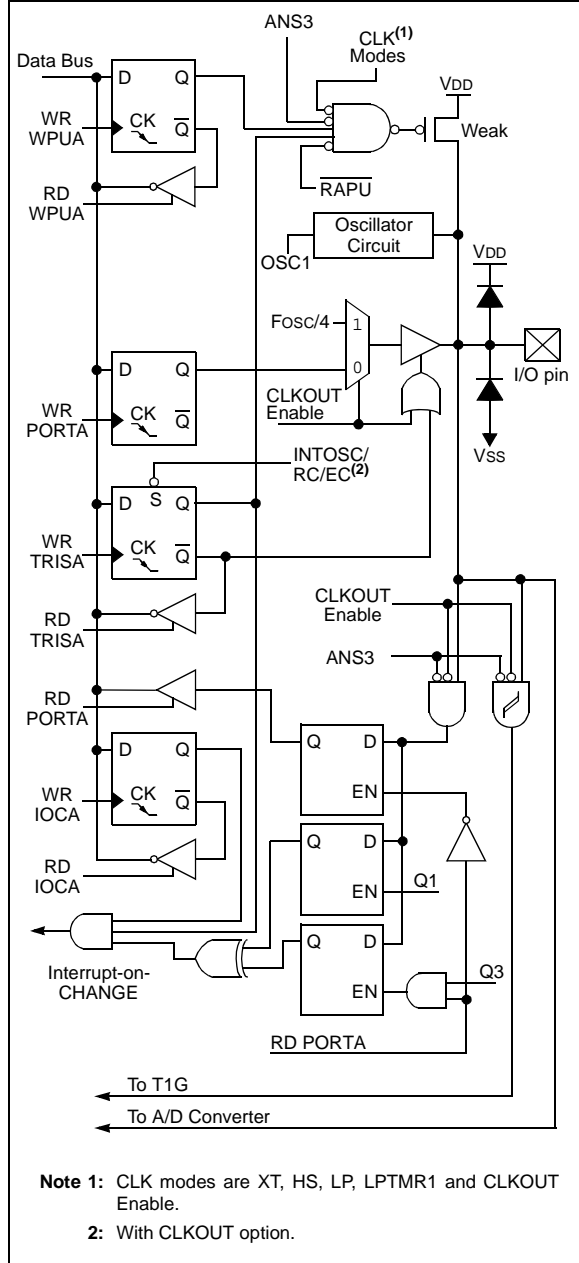 ANS3
CLK(1)
Modes
Data Bus
D Q
VDD
WR
WPUA
CK Q
Weak
RD
WPUA
RAPU
Oscillator
Circuit
OSC1
VDD
FOSC/4
1
0
D Q
I/O pin
WR
PORTA
CK Q
CLKOUT
Enable
VSS
INTOSC/
RC/EC(2)
D S Q
WR
TRISA
CK Q
CLKOUT
Enable
RD
TRISA
ANS3
RD
PORTA
Q D
D Q
WR
IOCA
CK Q
EN
RD
IOCA
Q D
EN Q1
Q D
Interrupt-on-
CHANGE
Q3
EN
RD PORTA
To T1G
To A/D Converter
Note 1: CLK modes are XT, HS, LP, LPTMR1 and CLKOUT
Enable.
2: With CLKOUT option.